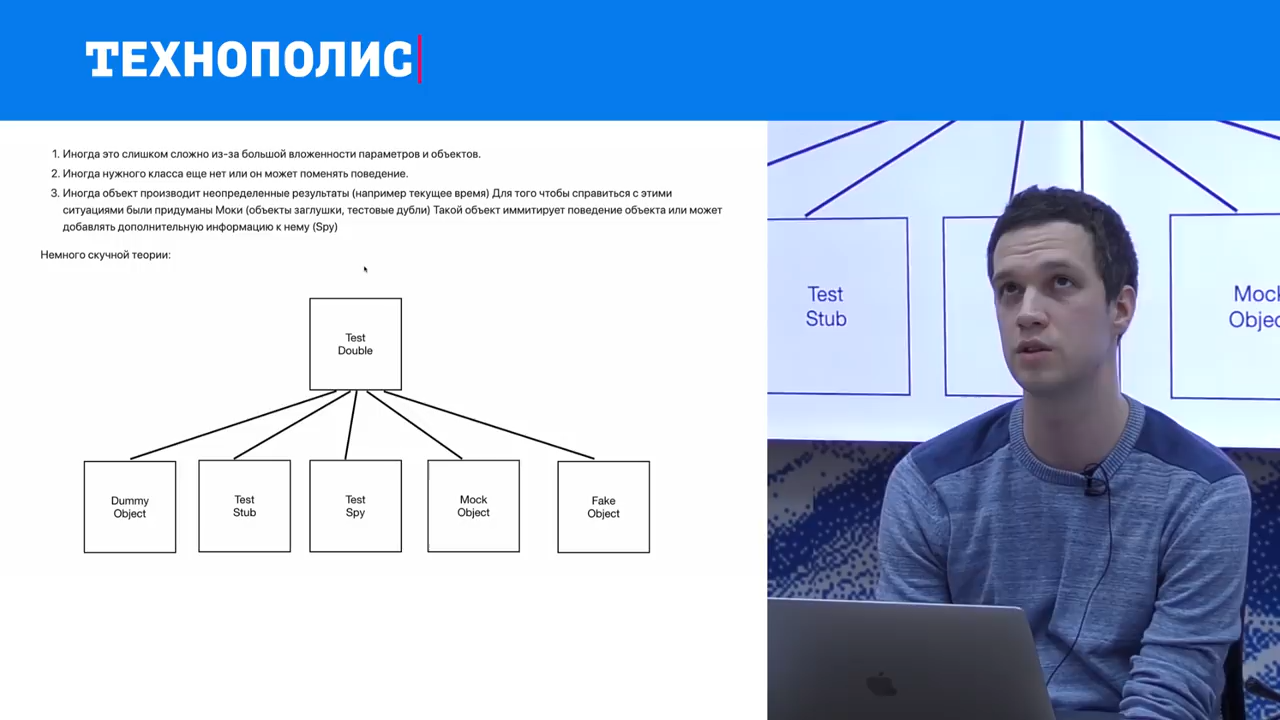 ТЕХНОПОЛИС
1. Иногда это слишком сложно из-за большой вложенности параметров и объектов.
2. Иногда нужного класса еще нет или он может поменять поведение.
3. Иногда объект производит неопределенные результаты (например текущее время) Для того чтобы справиться с этими
ситуациями были придуманы Моки (объекты заглушки, тестовые дубли) Такой объект иммитирует поведение объекта или может
добавлять дополнительную информацию к нему (Spy)
Немного скучной теории:
Test
Double
Dummy
Object
Test
Stub
Test
Spy
Mock
Object
Fake
Object
Test
Stub
Mock
Objec